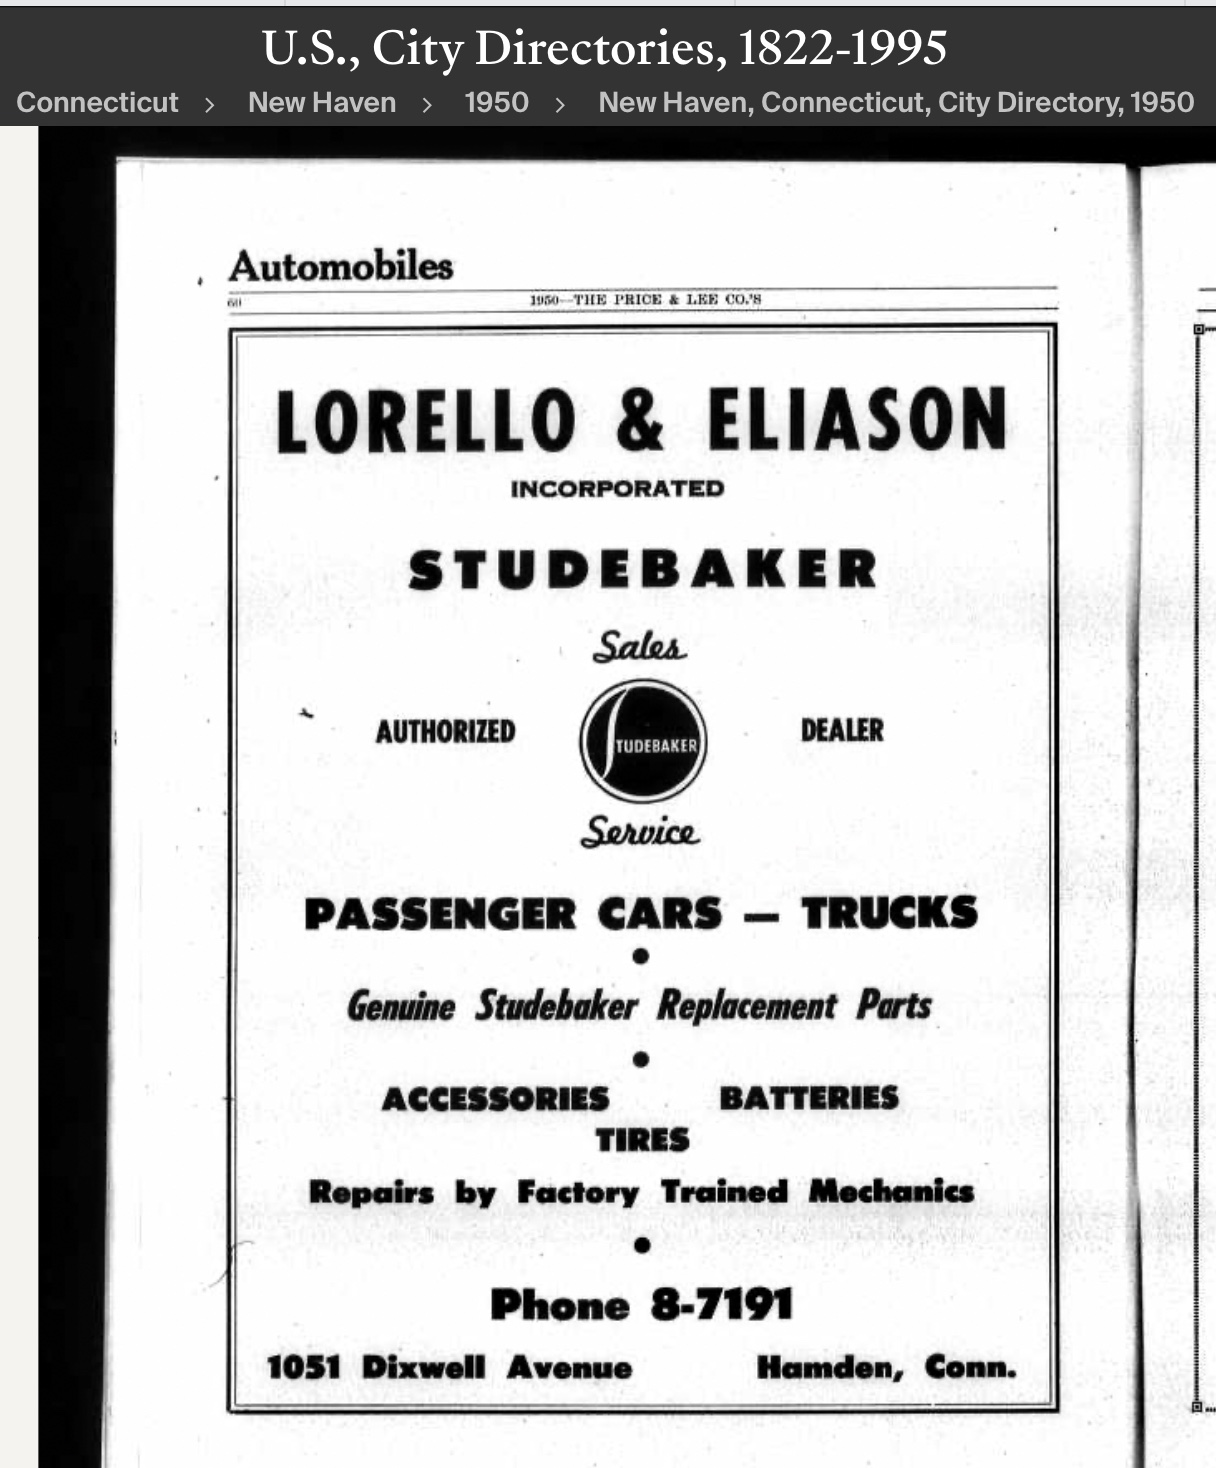 U.S., City Directories, 1822-1995
Connecticut > New Haven > 1950 > New Haven, Connecticut, City Directory, 1950
Automobiles
60
1950—THE PRICE & LEE CO.'S
LORELLO & ELIASON
INCORPORATED
STUDEBAKER
Sales
AUTHORIZED STUDEBAKER DEALER
Service
PASSENGER CARS — TRUCKS
Genuine Studebaker Replacement Parts
ACCESSORIES BATTERIES
TIRES
Repairs by Factory Trained Mechanics
Phone 8-7191
1051 Dixwell Avenue Hamden, Conn.